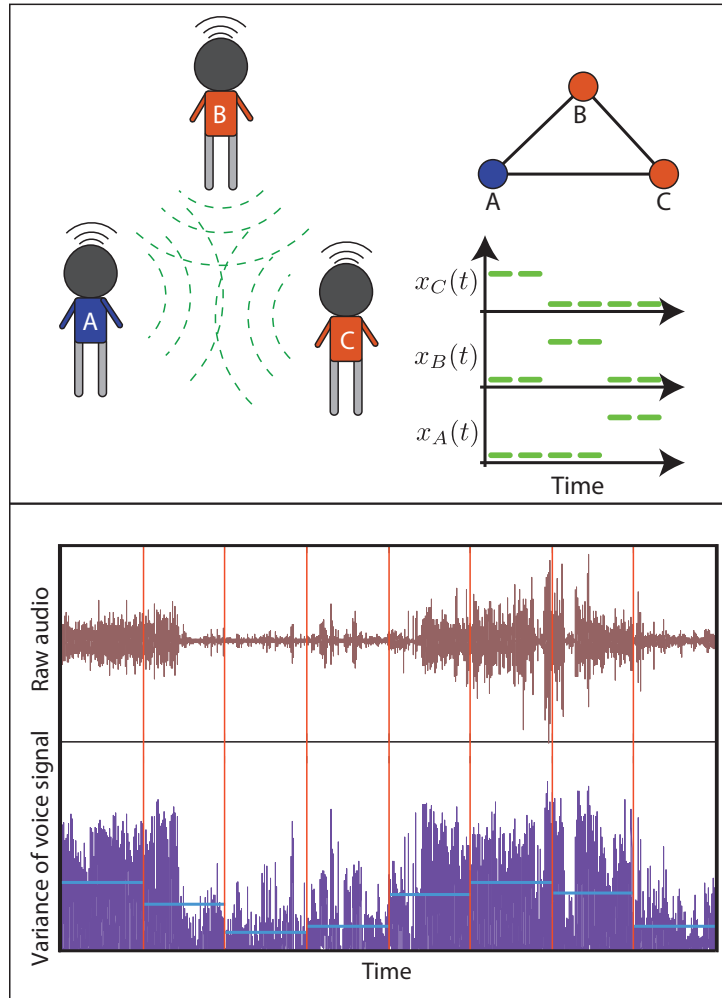 B
A
C
B
A
C
x_C(t)
x_B(t)
x_A(t)
Time
Raw audio
Variance of voice signal
Time